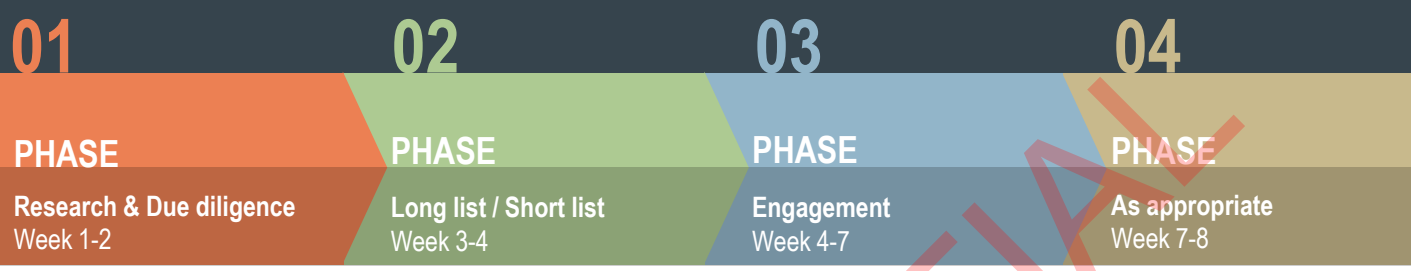 01
PHASE
Research & Due diligence
Week 1-2
02
PHASE
Long list / Short list
Week 3-4
03
PHASE
Engagement
Week 4-7
04
PHASE
As appropriate
Week 7-8
TIAL